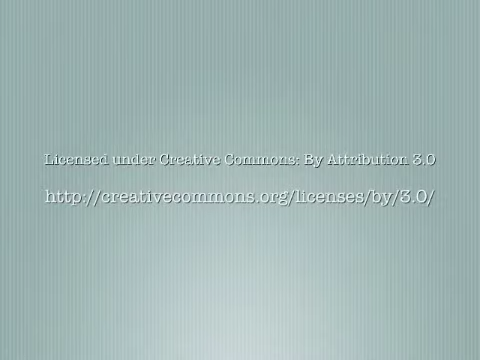 Licensed under Creative Commons: By Attribution 3.0
http://creativecommons.org/licenses/by/3.0/